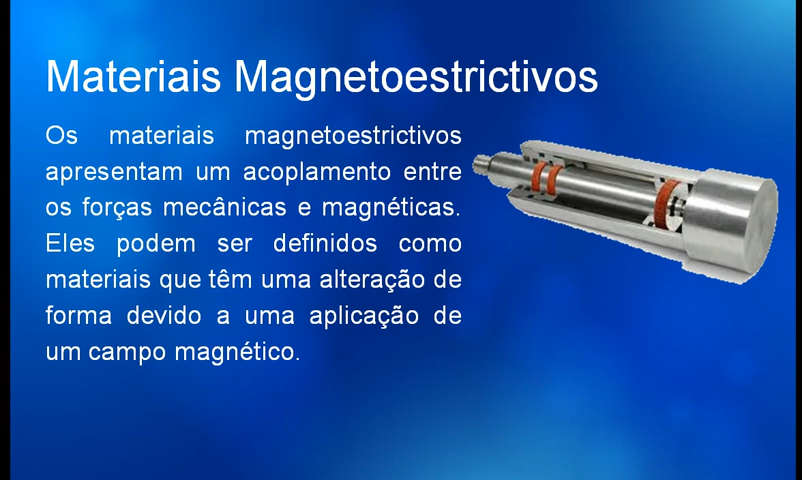 Materiais Magnetoestrictivos
Os materiais magnetoestrictivos
apresentam um acoplamento entre
os forças mecânicas e magnéticas.
Eles podem ser definidos como
materiais que têm uma alteração de
forma devido a uma aplicação de
um campo magnético.